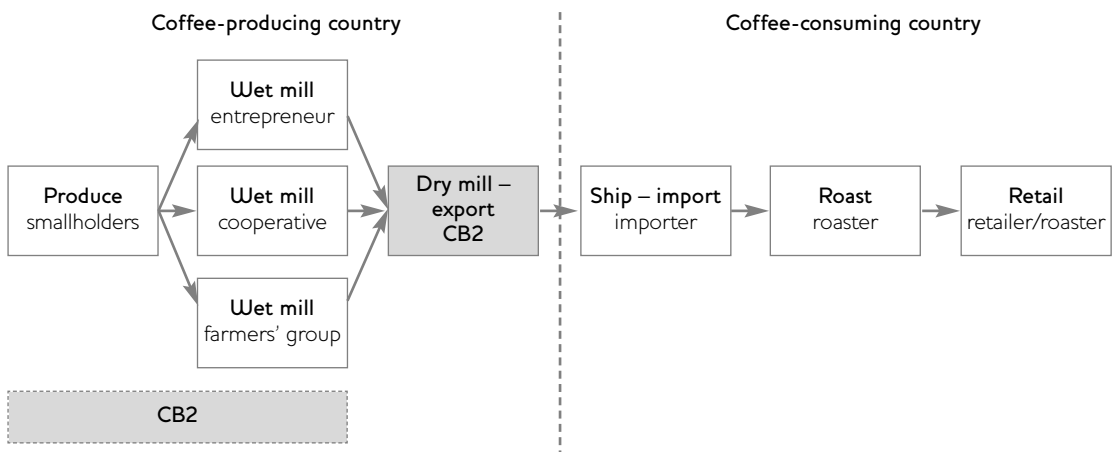 Coffee-producing country
Coffee-consuming country
Wet mill
entrepreneur
Produce
smallholders
Wet mill
cooperative
Dry mill –
export
CB2
Ship – import
importer
Roast
roaster
Retail
retailer/roaster
Wet mill
farmers’ group
CB2